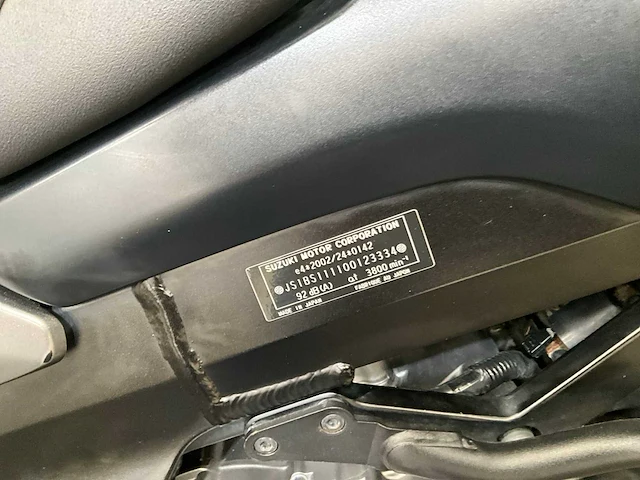 SUZUKI MOTOR CORPORATION
e4*2002/24*0142
JS1BS111100123334
92 dB(A) at 3800 min⁻¹
MADE IN JAPAN FABRIQUE AU JAPON